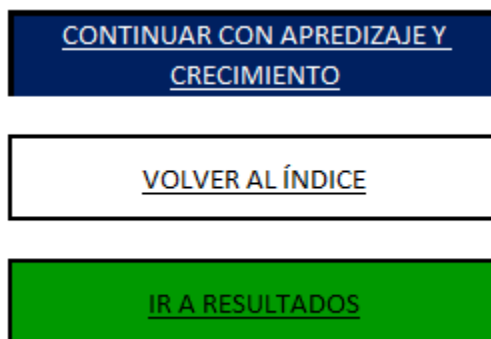 CONTINUAR CON APREDIZAJE Y
CRECIMIENTO
VOLVER AL ÍNDICE
IR A RESULTADOS